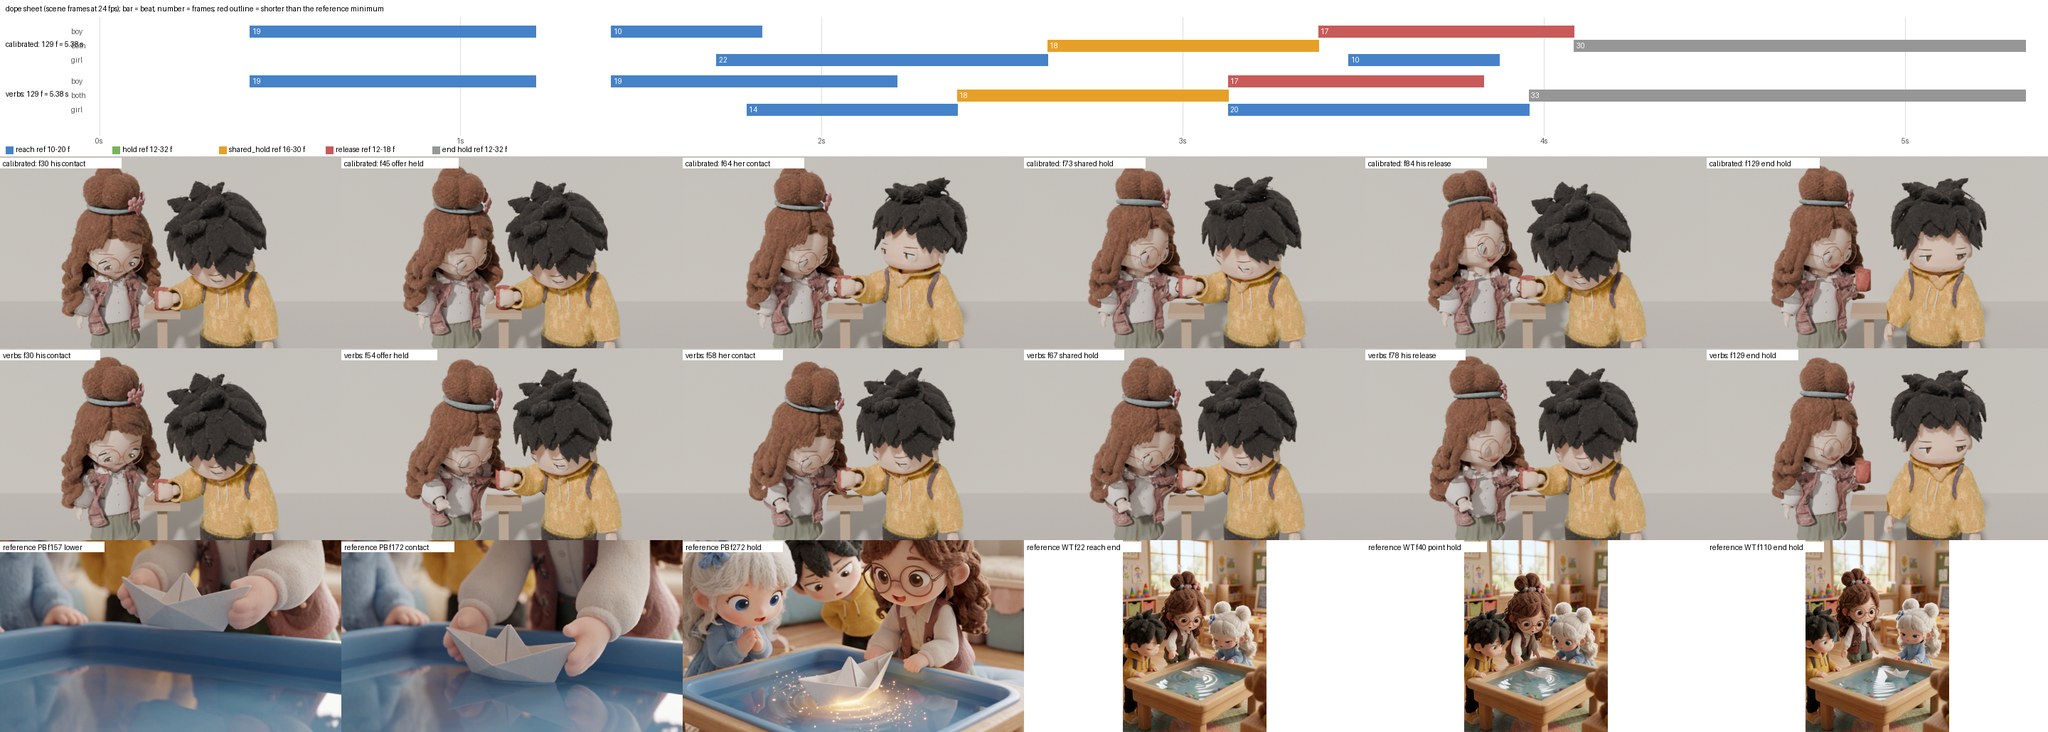 dope sheet (scene frames at 24 fps); bar = beat, number = frames; red outline = shorter than the reference minimum
boy
19
10
17
calibrated: 129 f = 5.38 s
18
30
girl
22
10
boy
19
19
17
verbs: 129 f = 5.38 s
both
18
33
girl
14
20
0s
1s
2s
3s
4s
5s
reach ref 10-20 f
hold ref 12-32 f
shared_hold ref 16-30 f
release ref 12-18 f
end hold ref 12-32 f
calibrated: f30 his contact
calibrated: f45 offer held
calibrated: f64 her contact
calibrated: f73 shared hold
calibrated: f84 his release
calibrated: f129 end hold
verbs: f30 his contact
verbs: f54 offer held
verbs: f58 her contact
verbs: f67 shared hold
verbs: f78 his release
verbs: f129 end hold
reference PB f157 lower
reference PB f172 contact
reference PB f272 hold
reference WT f22 reach end
reference WT f40 point hold
reference WT f110 end hold